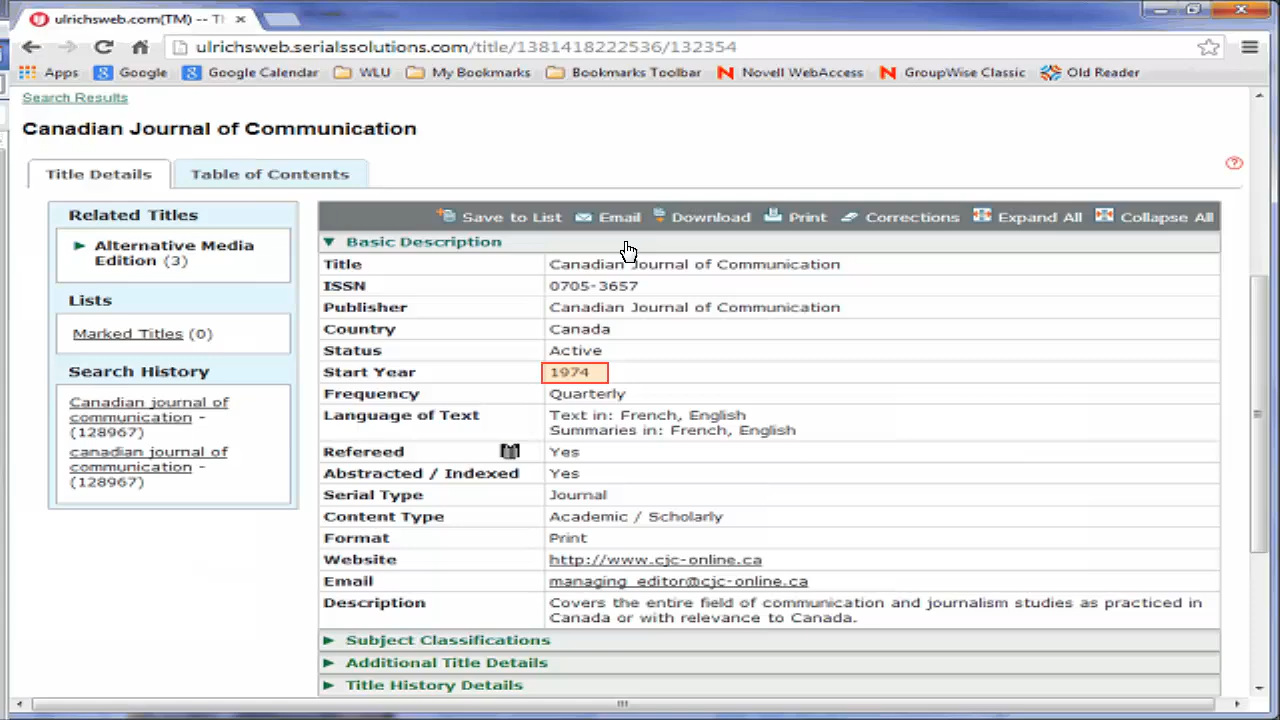 ulrichsweb.com(TM) -- Tl
ulrichsweb.serialssolutions.com/title/1381418222536/132354
Apps Google Google Calendar WLU My Bookmarks Bookmarks Toolbar Novell WebAccess GroupWise Classic Old Reader
Search Results
Canadian Journal of Communication
Title Details Table of Contents
Related Titles
Alternative Media
Edition (3)
Lists
Marked Titles (0)
Search History
Canadian journal of
communication -
(128967)
canadian journal of
communication -
(128967)
Save to List Email Download Print Corrections Expand All Collapse All
Basic Description
Title Canadian Journal of Communication
ISSN 0705-3657
Publisher Canadian Journal of Communication
Country Canada
Status Active
Start Year 1974
Frequency Quarterly
Language of Text Text in: French, English
Summaries in: French, English
Refereed Yes
Abstracted / Indexed Yes
Serial Type Journal
Content Type Academic / Scholarly
Format Print
Website http://www.cjc-online.ca
Email managing_editor@cjc-online.ca
Description Covers the entire field of communication and journalism studies as practiced in
Canada or with relevance to Canada.
Subject Classifications
Additional Title Details
Title History Details